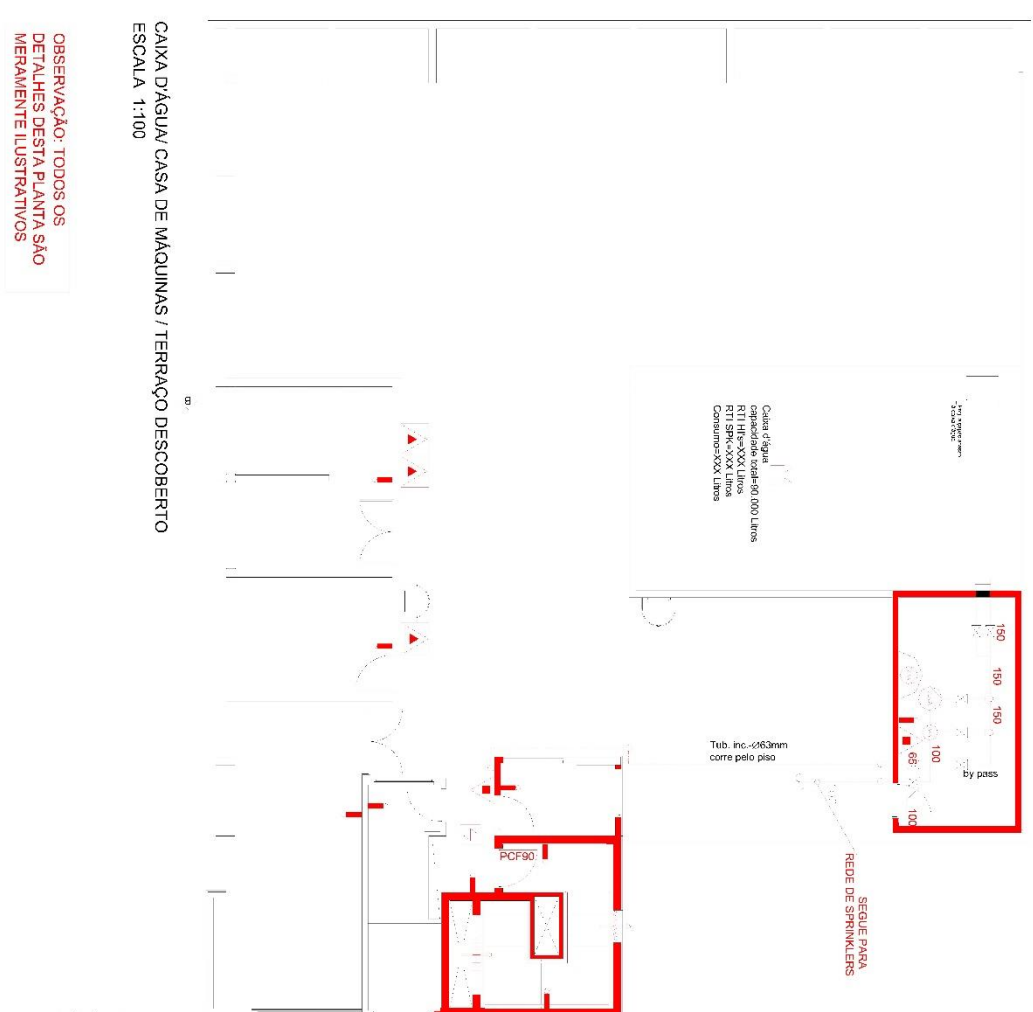 OBSERVAÇÃO: TODOS OS
DETALHES DESTA PLANTA SÃO
MERAMENTE ILUSTRATIVOS
CAIXA D'ÁGUA/ CASA DE MÁQUINAS / TERRAÇO DESCOBERTO
ESCALA 1:100
Caixa d'água
capacidade total=90.000 Litros
RTI HI's=XXX Litros
RTI SPK=XXX Litros
Consumo=XXX Litros
150
150
150
100
65
by pass
100
Tub. inc.-Ø63mm
corre pelo piso
PCF90
SEGUE PARA
REDE DE SPRINKLERS